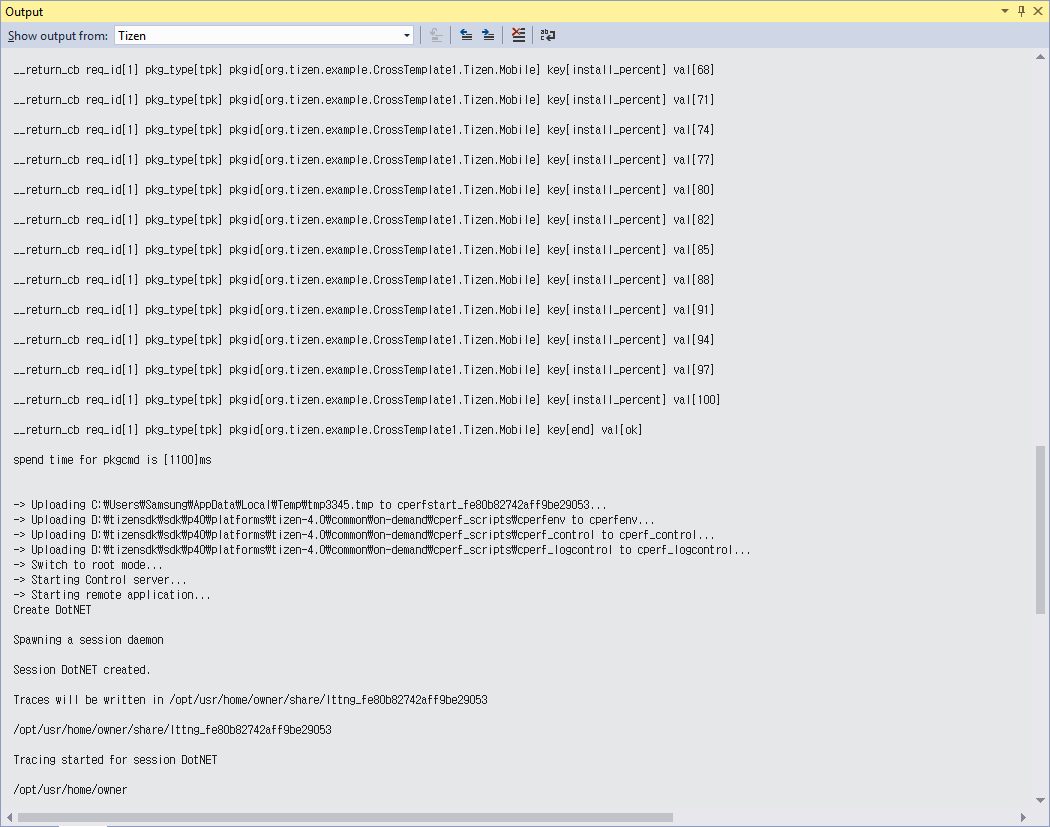 Output
Show output from: Tizen
__return_cb req_id[1] pkg_type[tpk] pkgid[org.tizen.example.CrossTemplate1.Tizen.Mobile] key[install_percent] val[68]
__return_cb req_id[1] pkg_type[tpk] pkgid[org.tizen.example.CrossTemplate1.Tizen.Mobile] key[install_percent] val[71]
__return_cb req_id[1] pkg_type[tpk] pkgid[org.tizen.example.CrossTemplate1.Tizen.Mobile] key[install_percent] val[74]
__return_cb req_id[1] pkg_type[tpk] pkgid[org.tizen.example.CrossTemplate1.Tizen.Mobile] key[install_percent] val[77]
__return_cb req_id[1] pkg_type[tpk] pkgid[org.tizen.example.CrossTemplate1.Tizen.Mobile] key[install_percent] val[80]
__return_cb req_id[1] pkg_type[tpk] pkgid[org.tizen.example.CrossTemplate1.Tizen.Mobile] key[install_percent] val[82]
__return_cb req_id[1] pkg_type[tpk] pkgid[org.tizen.example.CrossTemplate1.Tizen.Mobile] key[install_percent] val[85]
__return_cb req_id[1] pkg_type[tpk] pkgid[org.tizen.example.CrossTemplate1.Tizen.Mobile] key[install_percent] val[88]
__return_cb req_id[1] pkg_type[tpk] pkgid[org.tizen.example.CrossTemplate1.Tizen.Mobile] key[install_percent] val[91]
__return_cb req_id[1] pkg_type[tpk] pkgid[org.tizen.example.CrossTemplate1.Tizen.Mobile] key[install_percent] val[94]
__return_cb req_id[1] pkg_type[tpk] pkgid[org.tizen.example.CrossTemplate1.Tizen.Mobile] key[install_percent] val[97]
__return_cb req_id[1] pkg_type[tpk] pkgid[org.tizen.example.CrossTemplate1.Tizen.Mobile] key[install_percent] val[100]
__return_cb req_id[1] pkg_type[tpk] pkgid[org.tizen.example.CrossTemplate1.Tizen.Mobile] key[end] val[ok]
spend time for pkgcmd is [1100]ms
-> Uploading C:₩Users₩Samsung₩AppData₩Local₩Temp₩tmp3345.tmp to cperfstart_fe80b82742aff9be29053...
-> Uploading D:₩tizensdk₩sdk₩p40₩platforms₩tizen-4.0₩common₩on-demand₩cperf_scripts₩cperfenv to cperfenv...
-> Uploading D:₩tizensdk₩sdk₩p40₩platforms₩tizen-4.0₩common₩on-demand₩cperf_scripts₩cperf_control to cperf_control...
-> Uploading D:₩tizensdk₩sdk₩p40₩platforms₩tizen-4.0₩common₩on-demand₩cperf_scripts₩cperf_logcontrol to cperf_logcontrol...
-> Switch to root mode...
-> Starting Control server...
-> Starting remote application...
Create DotNET
Spawning a session daemon
Session DotNET created.
Traces will be written in /opt/usr/home/owner/share/lttng_fe80b82742aff9be29053
/opt/usr/home/owner/share/lttng_fe80b82742aff9be29053
Tracing started for session DotNET
/opt/usr/home/owner